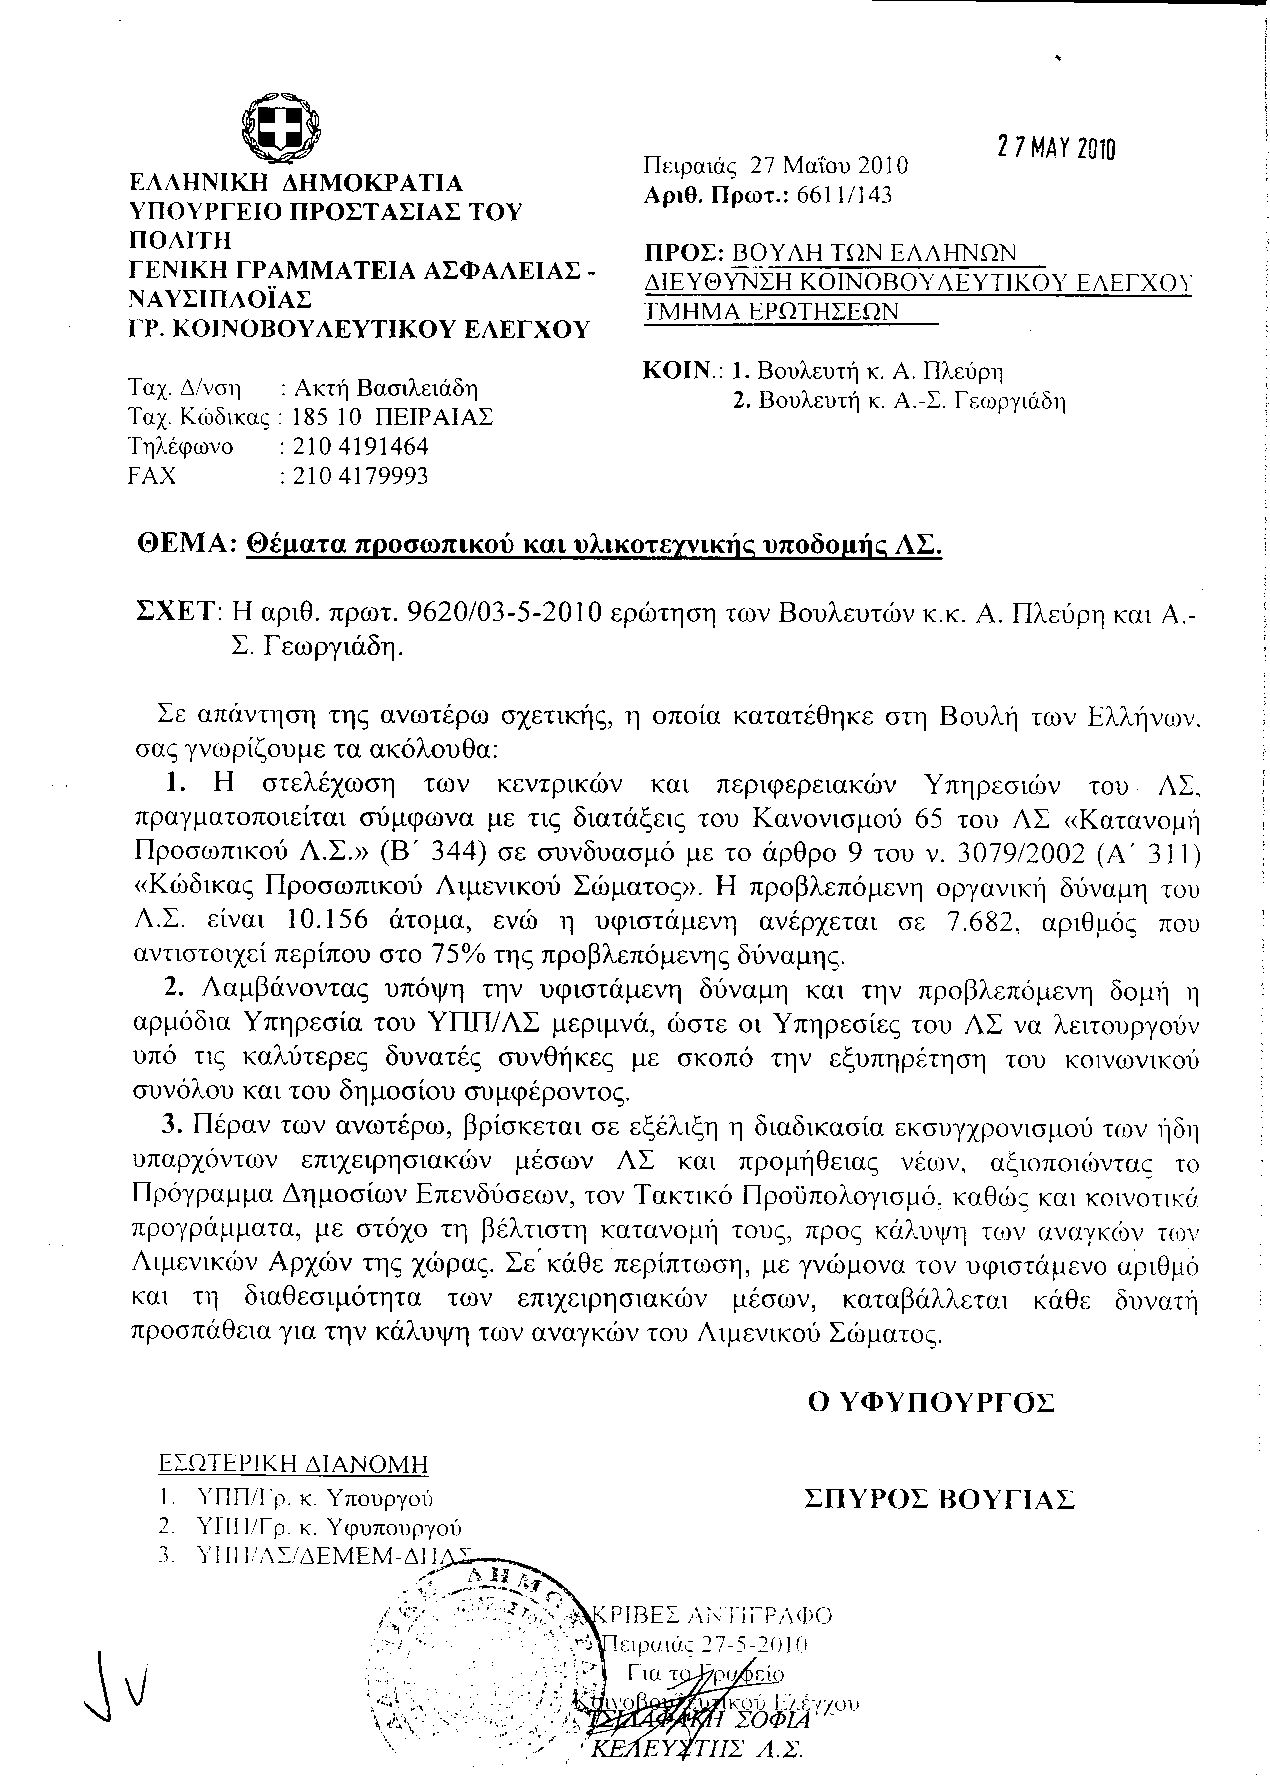 27 MAY 2010
ΕΛΛΗΝΙΚΗ ΔΗΜΟΚΡΑΤΙΑ
ΥΠΟΥΡΓΕΙΟ ΠΡΟΣΤΑΣΙΑΣ ΤΟΥ
ΠΟΛΙΤΗ
ΓΕΝΙΚΗ ΓΡΑΜΜΑΤΕΙΑ ΑΣΦΑΛΕΙΑΣ -
ΝΑΥΣΙΠΛΟΪΑΣ
ΓΡ. ΚΟΙΝΟΒΟΥΛΕΥΤΙΚΟΥ ΕΛΕΓΧΟΥ
Ταχ. Δ/νση : Ακτή Βασιλειάδη
Ταχ. Κώδικας : 185 10 ΠΕΙΡΑΙΑΣ
Τηλέφωνο : 210 4191464
FAX : 210 4179993
Πειραιάς 27 Μαΐου 2010
Αριθ. Πρωτ.: 6611/143
ΠΡΟΣ: ΒΟΥΛΗ ΤΩΝ ΕΛΛΗΝΩΝ
ΔΙΕΥΘΥΝΣΗ ΚΟΙΝΟΒΟΥΛΕΥΤΙΚΟΥ ΕΛΕΓΧΟΥ
ΤΜΗΜΑ ΕΡΩΤΗΣΕΩΝ
ΚΟΙΝ.: 1. Βουλευτή κ. Α. Πλεύρη
2. Βουλευτή κ. Α.-Σ. Γεωργιάδη
ΘΕΜΑ: Θέματα προσωπικού και υλικοτεχνικής υποδομής ΛΣ.
ΣΧΕΤ: Η αριθ. πρωτ. 9620/03-5-2010 ερώτηση των Βουλευτών κ.κ. Α. Πλεύρη και Α.-
Σ. Γεωργιάδη.
Σε απάντηση της ανωτέρω σχετικής, η οποία κατατέθηκε στη Βουλή των Ελλήνων,
σας γνωρίζουμε τα ακόλουθα:
1. Η στελέχωση των κεντρικών και περιφερειακών Υπηρεσιών του ΛΣ,
πραγματοποιείται σύμφωνα με τις διατάξεις του Κανονισμού 65 του ΛΣ «Κατανομή
Προσωπικού Λ.Σ.» (Β΄ 344) σε συνδυασμό με το άρθρο 9 του ν. 3079/2002 (Α΄ 311)
«Κώδικας Προσωπικού Λιμενικού Σώματος». Η προβλεπόμενη οργανική δύναμη του
Λ.Σ. είναι 10.156 άτομα, ενώ η υφιστάμενη ανέρχεται σε 7.682, αριθμός που
αντιστοιχεί περίπου στο 75% της προβλεπόμενης δύναμης.
2. Λαμβάνοντας υπόψη την υφιστάμενη δύναμη και την προβλεπόμενη δομή η
αρμόδια Υπηρεσία του ΥΠΠ/ΛΣ μεριμνά, ώστε οι Υπηρεσίες του ΛΣ να λειτουργούν
υπό τις καλύτερες δυνατές συνθήκες με σκοπό την εξυπηρέτηση του κοινωνικού
συνόλου και του δημοσίου συμφέροντος.
3. Πέραν των ανωτέρω, βρίσκεται σε εξέλιξη η διαδικασία εκσυγχρονισμού των ήδη
υπαρχόντων επιχειρησιακών μέσων ΛΣ και προμήθειας νέων, αξιοποιώντας το
Πρόγραμμα Δημοσίων Επενδύσεων, τον Τακτικό Προϋπολογισμό, καθώς και κοινοτικά
προγράμματα, με στόχο τη βέλτιστη κατανομή τους, προς κάλυψη των αναγκών των
Λιμενικών Αρχών της χώρας. Σε κάθε περίπτωση, με γνώμονα τον υφιστάμενο αριθμό
και τη διαθεσιμότητα των επιχειρησιακών μέσων, καταβάλλεται κάθε δυνατή
προσπάθεια για την κάλυψη των αναγκών του Λιμενικού Σώματος.
Ο ΥΦΥΠΟΥΡΓΟΣ
ΣΠΥΡΟΣ ΒΟΥΓΙΑΣ
ΕΣΩΤΕΡΙΚΗ ΔΙΑΝΟΜΗ
1. ΥΠΠ/Γρ. κ. Υπουργού
2. ΥΠΠ/Γρ. κ. Υφυπουργού
3. ΥΠΠ/ΛΣ/ΔΕΜΕΜ-ΔΠΛΣ
ΑΚΡΙΒΕΣ ΑΝΤΙΓΡΑΦΟ
Πειραιάς 27-5-2010
Για το Γραφείο
Κοινοβουλευτικού Ελέγχου
ΣΟΦΙΑ
ΚΕΛΕΥΣΤΗΣ Λ.Σ.